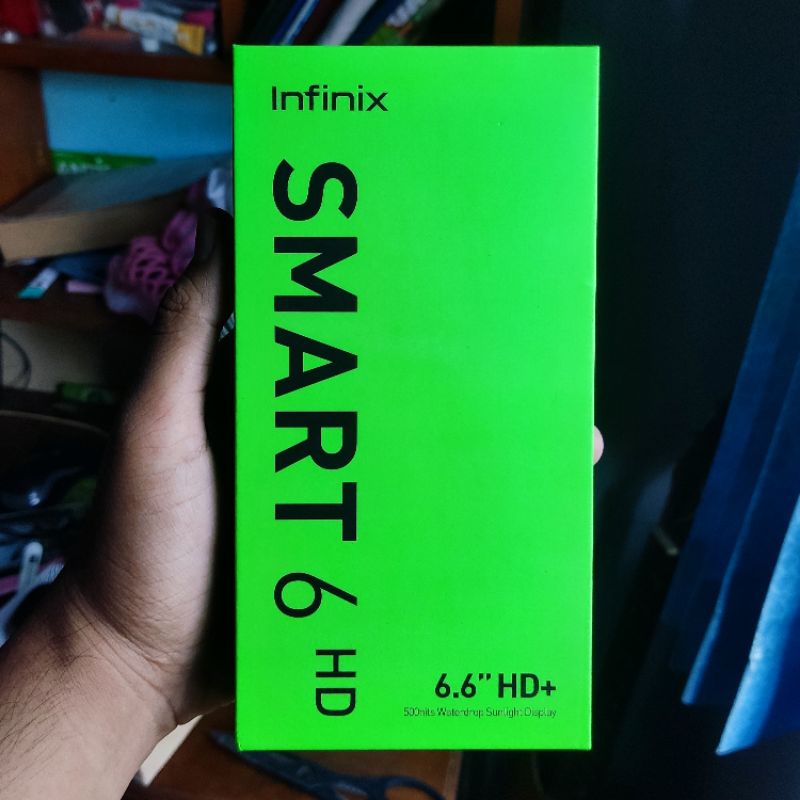 Infinix
SMART 6 HD
6.6” HD+
500nits Waterdrop Sunlight Display